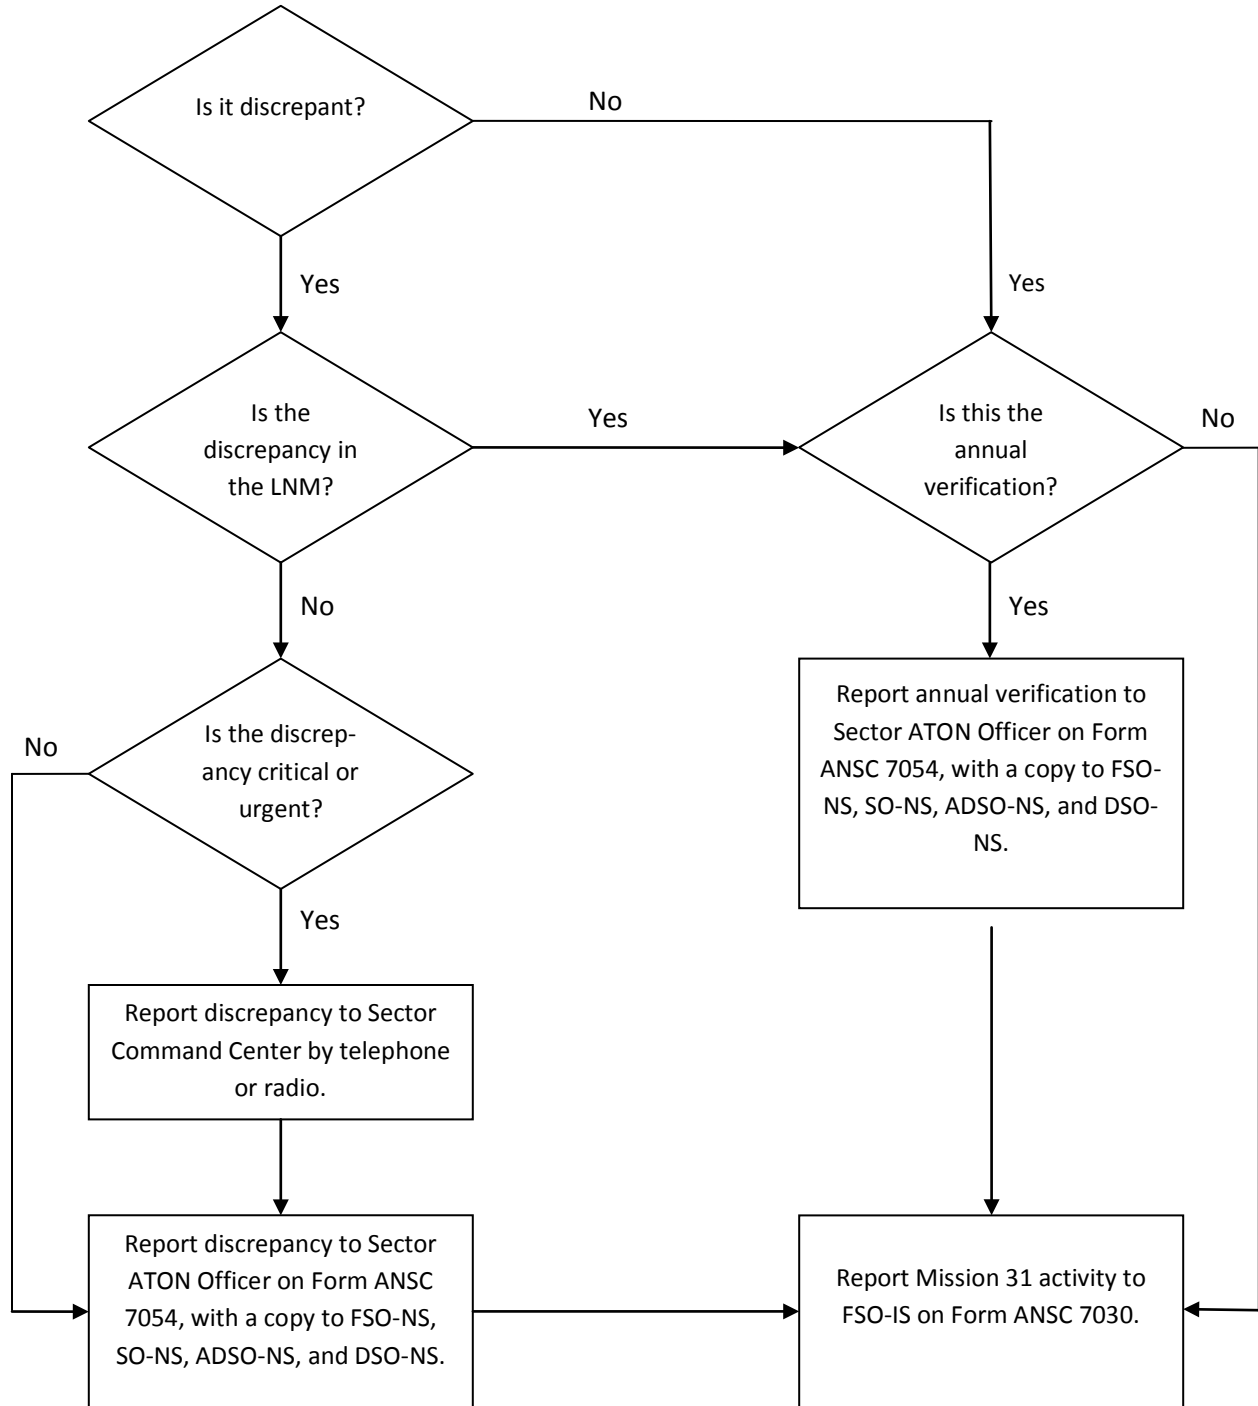 Is it discrepant?
No
Yes
Yes
Is the
discrepancy in
the LNM?
Yes
Is this the
annual
verification?
No
No
Yes
No
Is the discrep-
ancy critical or
urgent?
Report annual verification to
Sector ATON Officer on Form
ANSC 7054, with a copy to FSO-
NS, SO-NS, ADSO-NS, and DSO-
NS.
Yes
Report discrepancy to Sector
Command Center by telephone
or radio.
Report discrepancy to Sector
ATON Officer on Form ANSC
7054, with a copy to FSO-NS,
SO-NS, ADSO-NS, and DSO-NS.
Report Mission 31 activity to
FSO-IS on Form ANSC 7030.